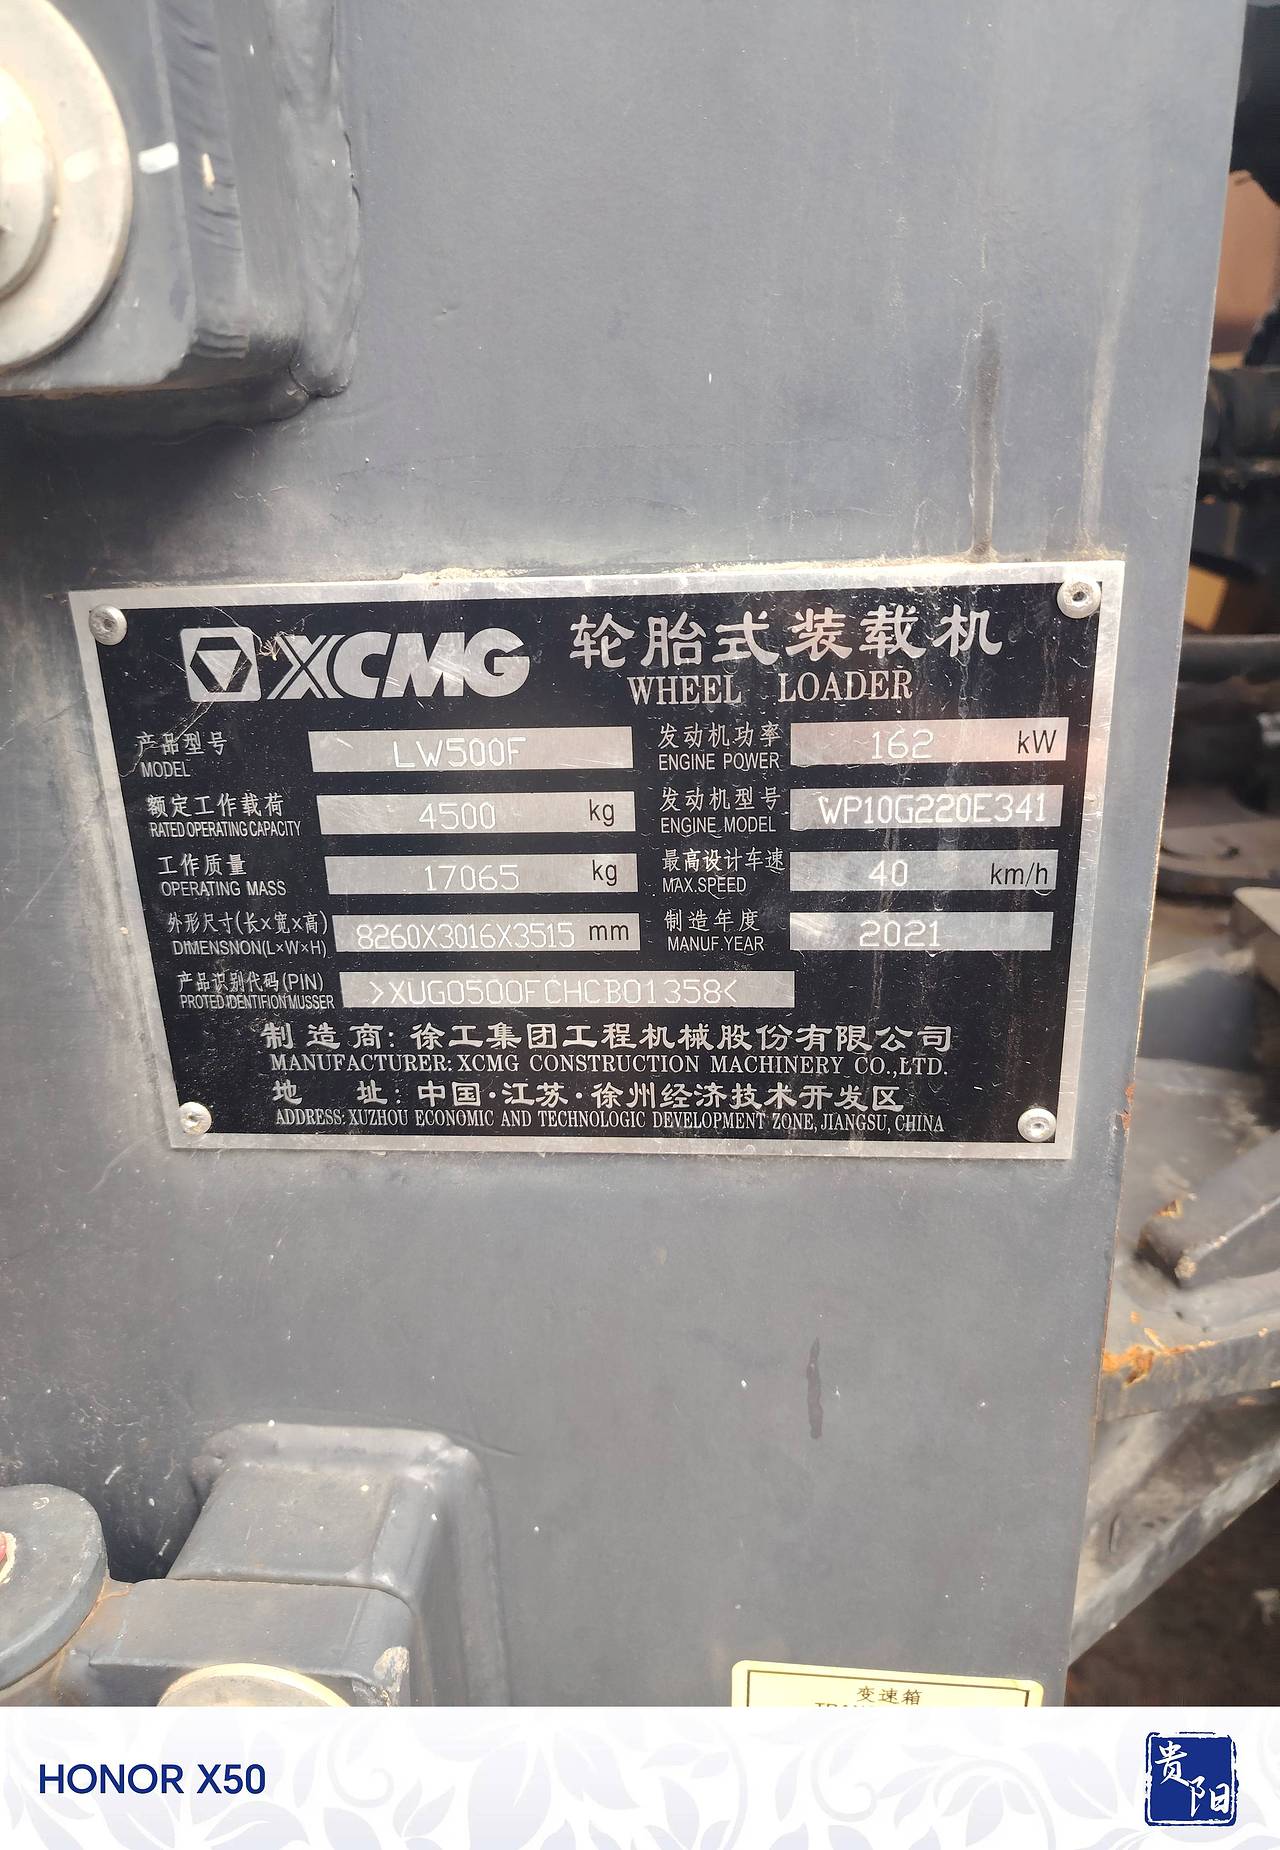 XCMG 轮胎式装载机
WHEEL LOADER
产品型号 LW500F 发动机功率 162 kW
MODEL ENGINE POWER
额定工作载荷 4500 kg 发动机型号 WP10G220E341
RATED OPERATING CAPACITY ENGINE MODEL
工作质量 17065 kg 最高设计车速 40 km/h
OPERATING MASS MAX.SPEED
外形尺寸(长x宽x高) 8260X3016X3515 mm 制造年度 2021
DIMENSNON(L×W×H) MANUF.YEAR
产品识别代码(PIN) >XUG0500FCHCB01358<
PROTED IDENTIFION MUSSER
制造商: 徐工集团工程机械股份有限公司
MANUFACTURER: XCMG CONSTRUCTION MACHINERY CO.,LTD.
地 址: 中国·江苏·徐州经济技术开发区
ADDRESS: XUZHOU ECONOMIC AND TECHNOLOGIC DEVELOPMENT ZONE, JIANGSU, CHINA
变速箱
HONOR X50
贵阳